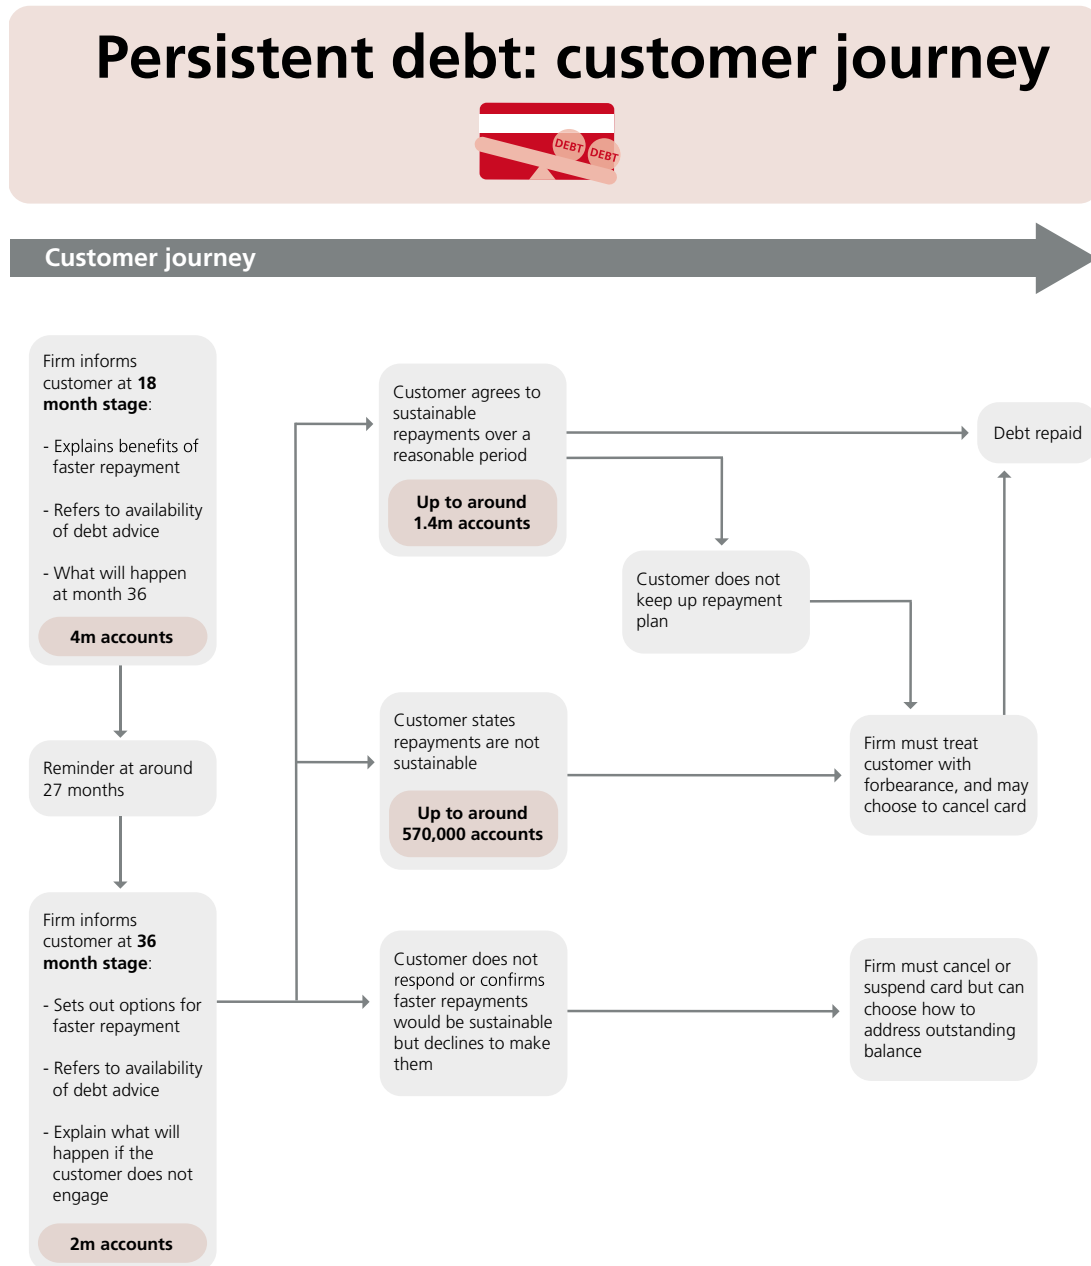 Persistent debt: customer journey
DEBT
DEBT
Customer journey
Firm informs
customer at 18
month stage:
- Explains benefits of
faster repayment
- Refers to availability
of debt advice
- What will happen
at month 36
4m accounts
Reminder at around
27 months
Firm informs
customer at 36
month stage:
- Sets out options for
faster repayment
- Refers to availability
of debt advice
- Explain what will
happen if the
customer does not
engage
2m accounts
Customer agrees to
sustainable
repayments over a
reasonable period
Up to around
1.4m accounts
Customer states
repayments are not
sustainable
Up to around
570,000 accounts
Customer does not
respond or confirms
faster repayments
would be sustainable
but declines to make
them
Customer does not
keep up repayment
plan
Debt repaid
Firm must treat
customer with
forbearance, and may
choose to cancel card
Firm must cancel or
suspend card but can
choose how to
address outstanding
balance